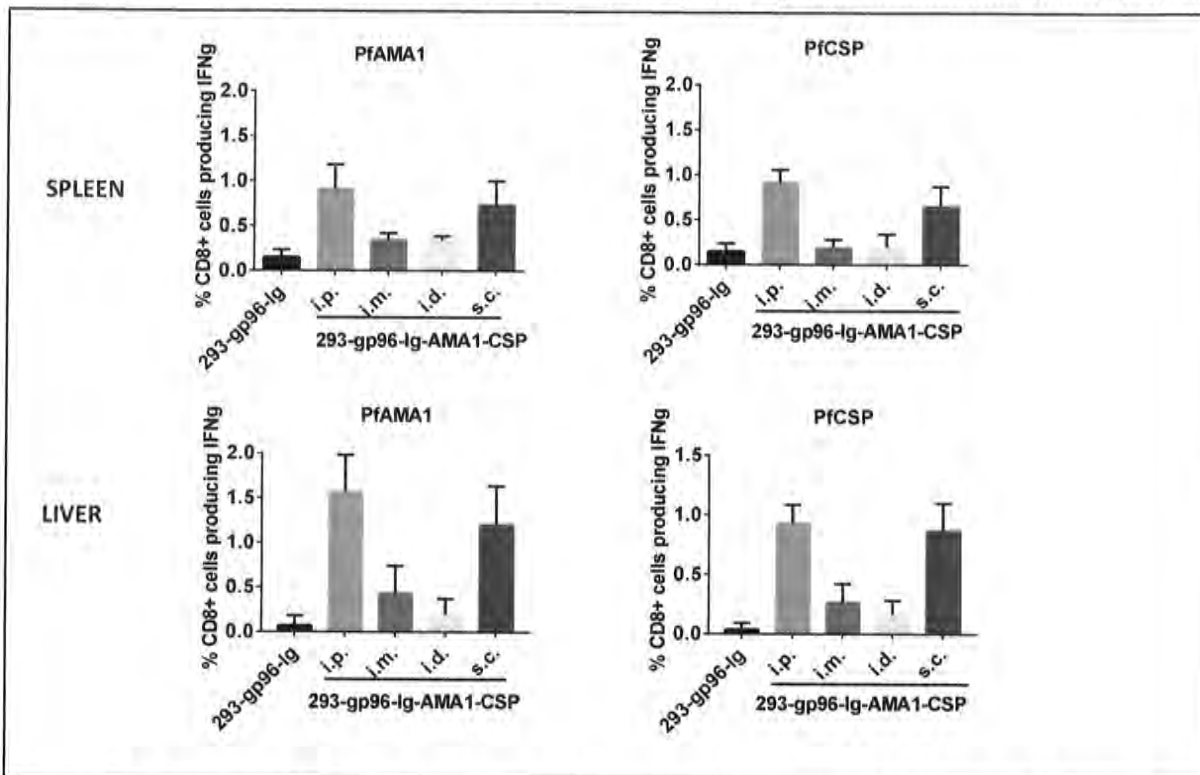 SPLEEN
PfAMA1
% CD8+ cells producing IFNg
2.0
1.5
1.0
0.5
0.0
293-gp96-Ig
i.p.
i.m.
i.d.
s.c.
293-gp96-Ig-AMA1-CSP
PfCSP
% CD8+ cells producing IFNg
2.0
1.5
1.0
0.5
0.0
293-gp96-Ig
i.p.
i.m.
i.d.
s.c.
293-gp96-Ig-AMA1-CSP
LIVER
PfAMA1
% CD8+ cells producing IFNg
2.0
1.5
1.0
0.5
0.0
293-gp96-Ig
i.p.
i.m.
i.d.
s.c.
293-gp96-Ig-AMA1-CSP
PfCSP
% CD8+ cells producing IFNg
1.5
1.0
0.5
0.0
293-gp96-Ig
i.p.
i.m.
i.d.
s.c.
293-gp96-Ig-AMA1-CSP